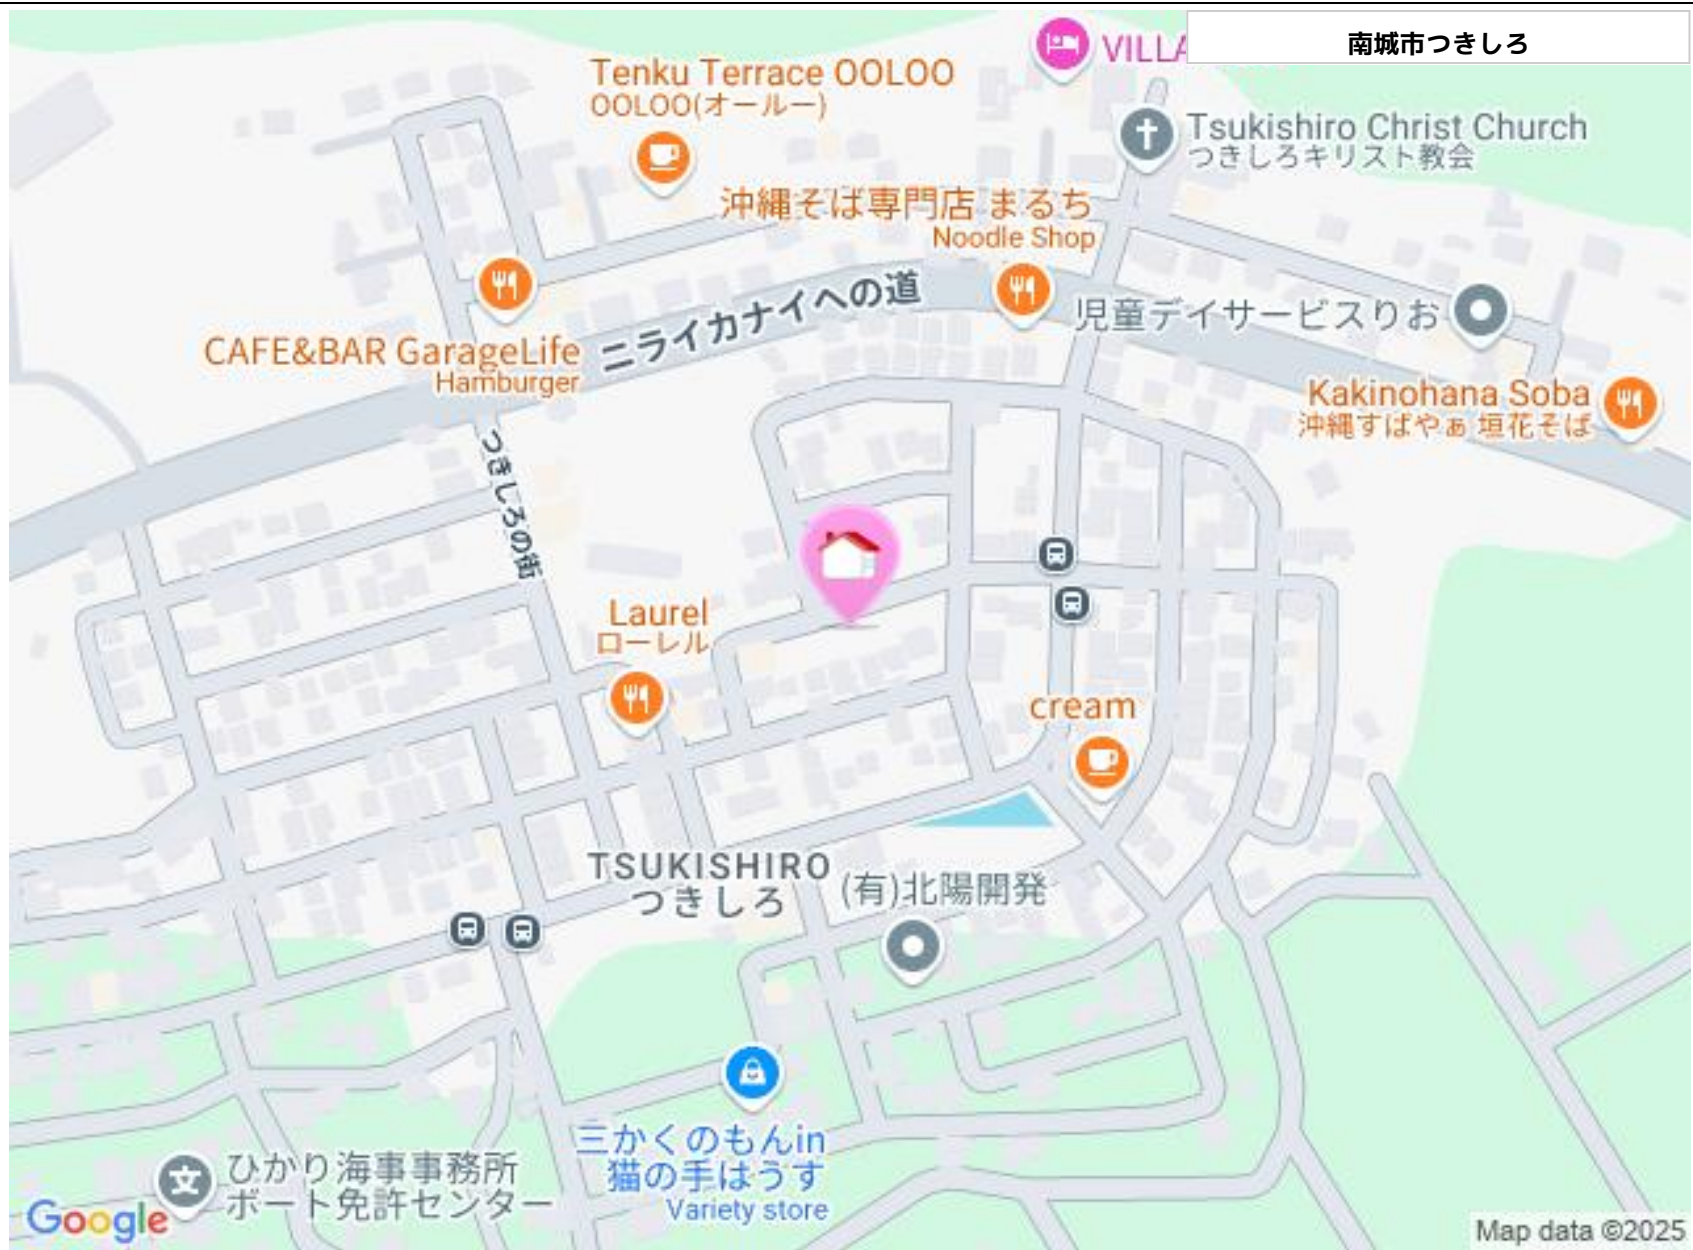 南城市つきしろ
VILLA
Tenku Terrace OOLOO
OOLOO(オールー)
Tsukishiro Christ Church
つきしろキリスト教会
沖縄そば専門店 まるち
Noodle Shop
ニライカナイへの道
児童デイサービスりお
CAFE&BAR GarageLife
Hamburger
Kakinohana Soba
沖縄すばやぁ 垣花そば
つきしろの街
Laurel
ローレル
cream
TSUKISHIRO
つきしろ
(有)北陽開発
三かくのもんin
猫の手はうす
Variety store
文
ひかり海事事務所
ボート免許センター
Google
Map data ©2025